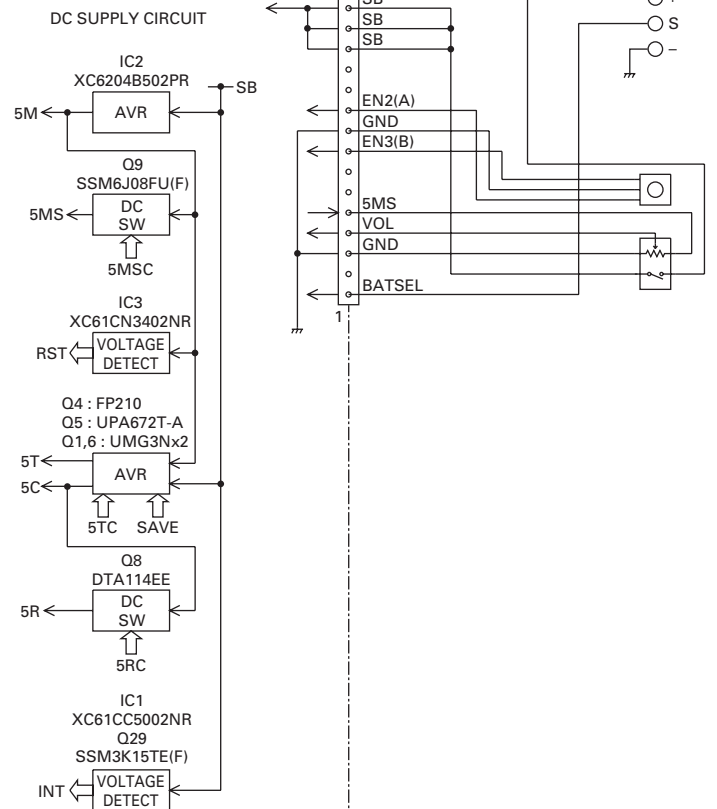 DC SUPPLY CIRCUIT
IC2
XC6204B502PR
AVR
5M
SB
Q9
SSM6J08FU(F)
DC
SW
5MS
5MSC
IC3
XC61CN3402NR
VOLTAGE
DETECT
RST
Q4 : FP210
Q5 : UPA672T-A
Q1,6 : UMG3Nx2
5T
AVR
5C
5TC SAVE
Q8
DTA114EE
DC
SW
5R
5RC
IC1
XC61CC5002NR
Q29
SSM3K15TE(F)
VOLTAGE
DETECT
INT
SB
SB
SB
EN2(A)
GND
EN3(B)
5MS
VOL
GND
BATSEL
1
+
S
–